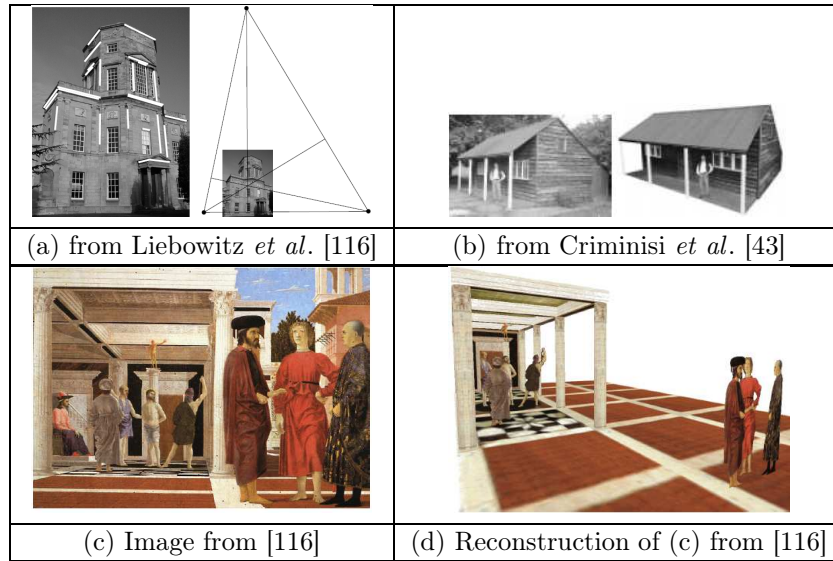 (a) from Liebowitz et al. [116]
(b) from Criminisi et al. [43]
(c) Image from [116]
(d) Reconstruction of (c) from [116]